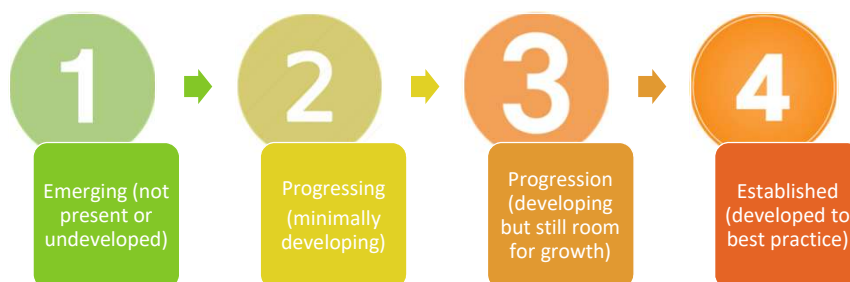 1
2
3
4
Emerging (not
present or
undeveloped)
Progressing
(minimally
developing)
Progression
(developing
but still room
for growth)
Established
(developed to
best practice)